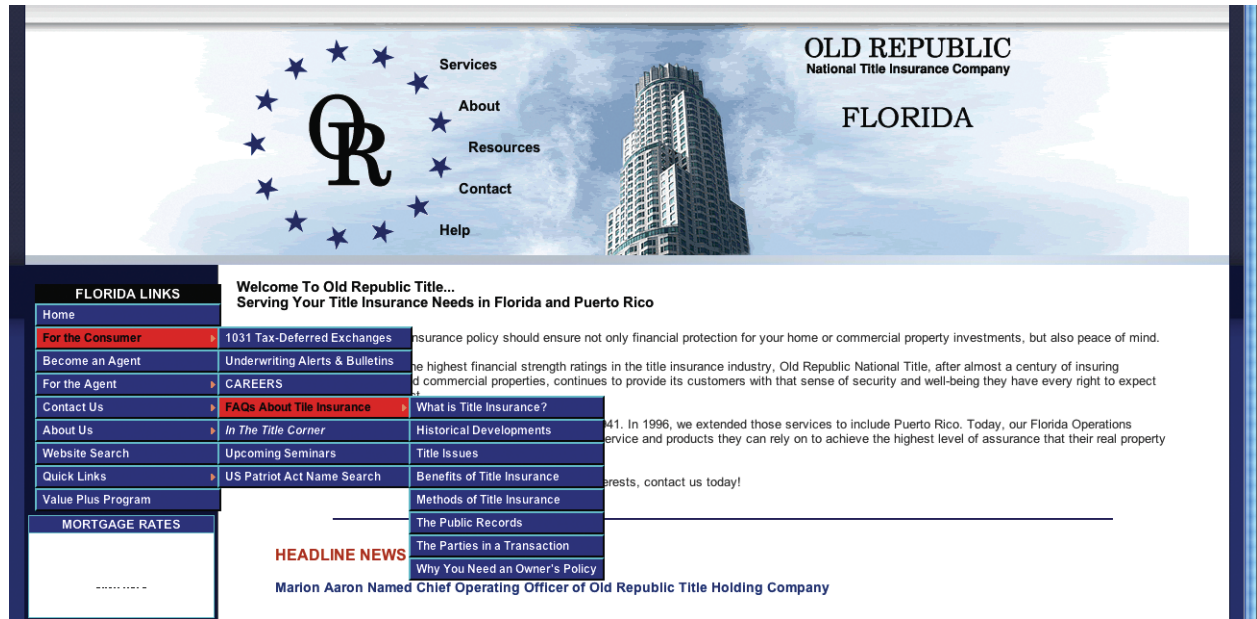 OLD REPUBLIC
National Title Insurance Company
FLORIDA
OR
Services
About
Resources
Contact
Help
FLORIDA LINKS
Home
For the Consumer
Become an Agent
For the Agent
Contact Us
About Us
Website Search
Quick Links
Value Plus Program
MORTGAGE RATES
1031 Tax-Deferred Exchanges
Underwriting Alerts & Bulletins
CAREERS
FAQs About Tile Insurance
In The Title Corner
Upcoming Seminars
US Patriot Act Name Search
What is Title Insurance?
Historical Developments
Title Issues
Benefits of Title Insurance
Methods of Title Insurance
The Public Records
The Parties in a Transaction
Why You Need an Owner's Policy
Welcome To Old Republic Title...
Serving Your Title Insurance Needs in Florida and Puerto Rico
nsurance policy should ensure not only financial protection for your home or commercial property investments, but also peace of mind.
e highest financial strength ratings in the title insurance industry, Old Republic National Title, after almost a century of insuring
d commercial properties, continues to provide its customers with that sense of security and well-being they have every right to expect
41. In 1996, we extended those services to include Puerto Rico. Today, our Florida Operations
ervice and products they can rely on to achieve the highest level of assurance that their real property
erests, contact us today!
HEADLINE NEWS
Marion Aaron Named Chief Operating Officer of Old Republic Title Holding Company